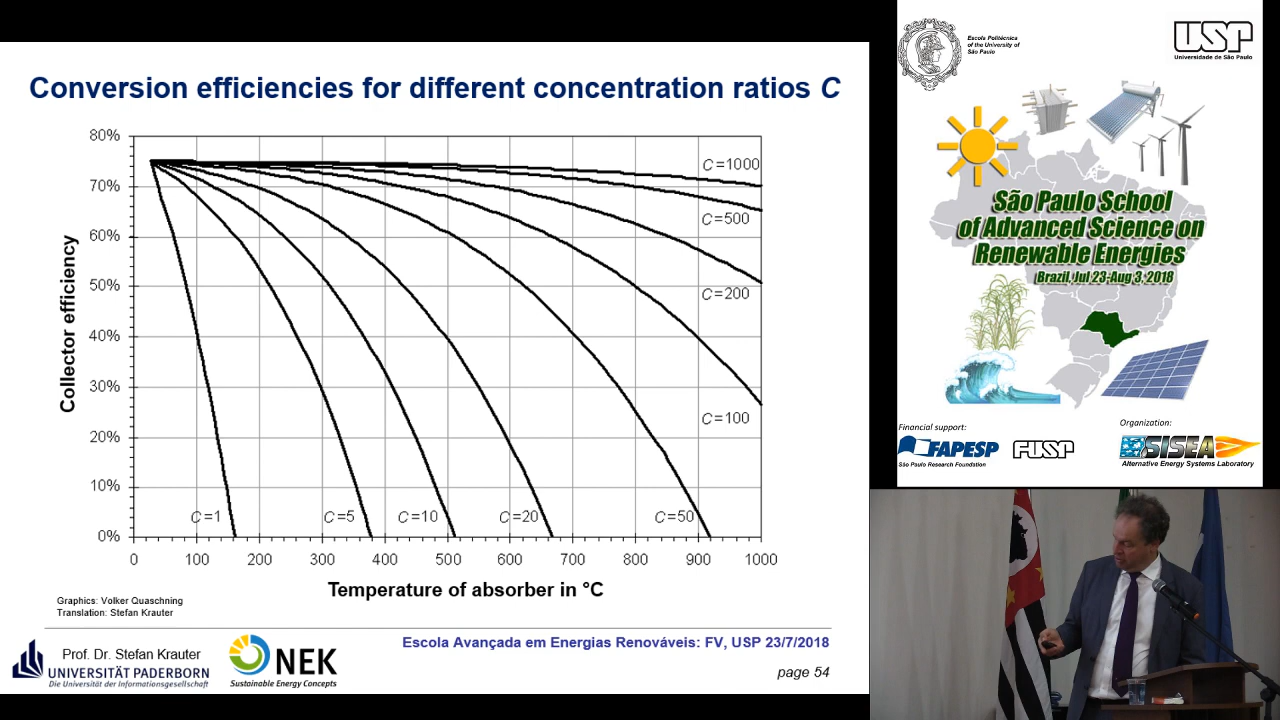 Conversion efficiencies for different concentration ratios C
80%
70%
60%
50%
40%
30%
20%
10%
0%
Collector efficiency
C=1000
C=500
C=200
C=100
C=1
C=5
C=10
C=20
C=50
0 100 200 300 400 500 600 700 800 900 1000
Temperature of absorber in °C
Graphics: Volker Quaschning
Translation: Stefan Krauter
Prof. Dr. Stefan Krauter
UNIVERSITÄT PADERBORN
Die Universität der Informationsgesellschaft
NEK
Sustainable Energy Concepts
Escola Avançada em Energias Renováveis: FV, USP 23/7/2018
page 54
Escola Politécnica
of the University of
São Paulo
USP
Universidade de São Paulo
São Paulo School
of Advanced Science on
Renewable Energies
Brazil, Jul 23-Aug 3, 2018
Financial support:
FAPESP
São Paulo Research Foundation
FUSP
Organization:
SISEA
Alternative Energy Systems Laboratory